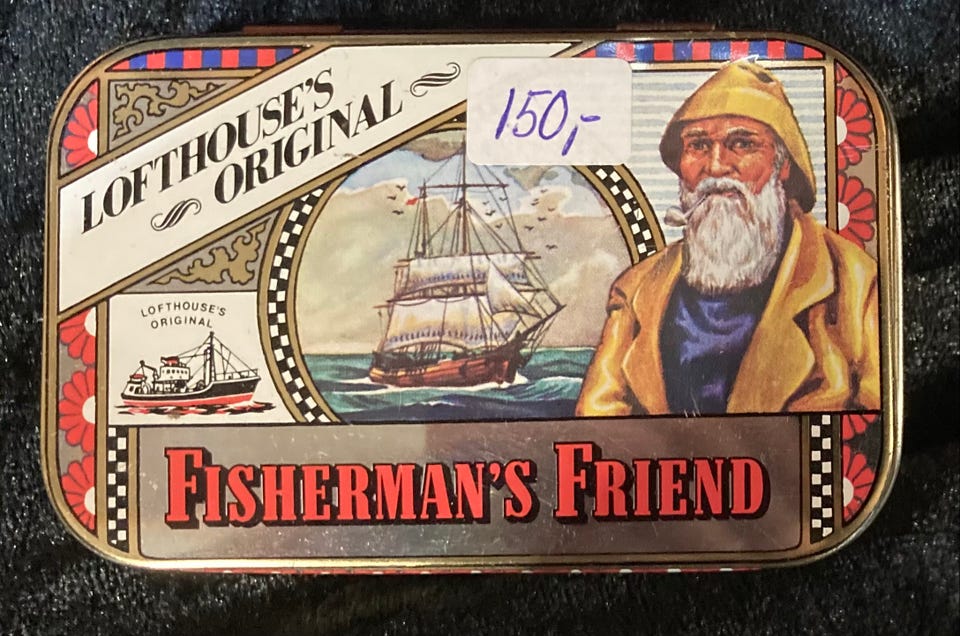 LOFTHOUSE'S
ORIGINAL
150,-
LOFTHOUSE'S
ORIGINAL
FISHERMAN'S FRIEND